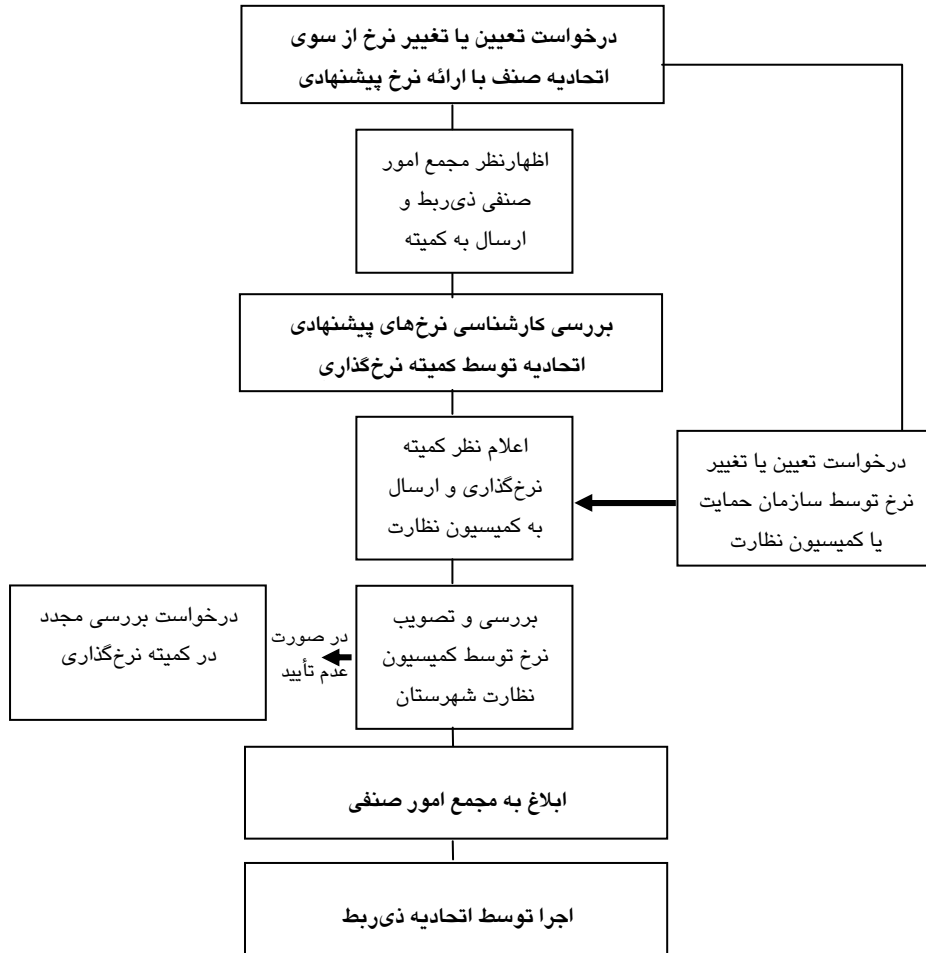 درخواست تعیین یا تغییر نرخ از سوی
اتحادیه صنف با ارائه نرخ پیشنهادی
اظهارنظر مجمع امور
صنفی ذی‌ربط و
ارسال به کمیته
بررسی کارشناسی نرخ‌های پیشنهادی
اتحادیه توسط کمیته نرخ‌گذاری
اعلام نظر کمیته
نرخ‌گذاری و ارسال
به کمیسیون نظارت
درخواست تعیین یا تغییر
نرخ توسط سازمان حمایت
یا کمیسیون نظارت
بررسی و تصویب
نرخ توسط کمیسیون
نظارت شهرستان
در صورت
عدم تأیید
درخواست بررسی مجدد
در کمیته نرخ‌گذاری
ابلاغ به مجمع امور صنفی
اجرا توسط اتحادیه ذی‌ربط